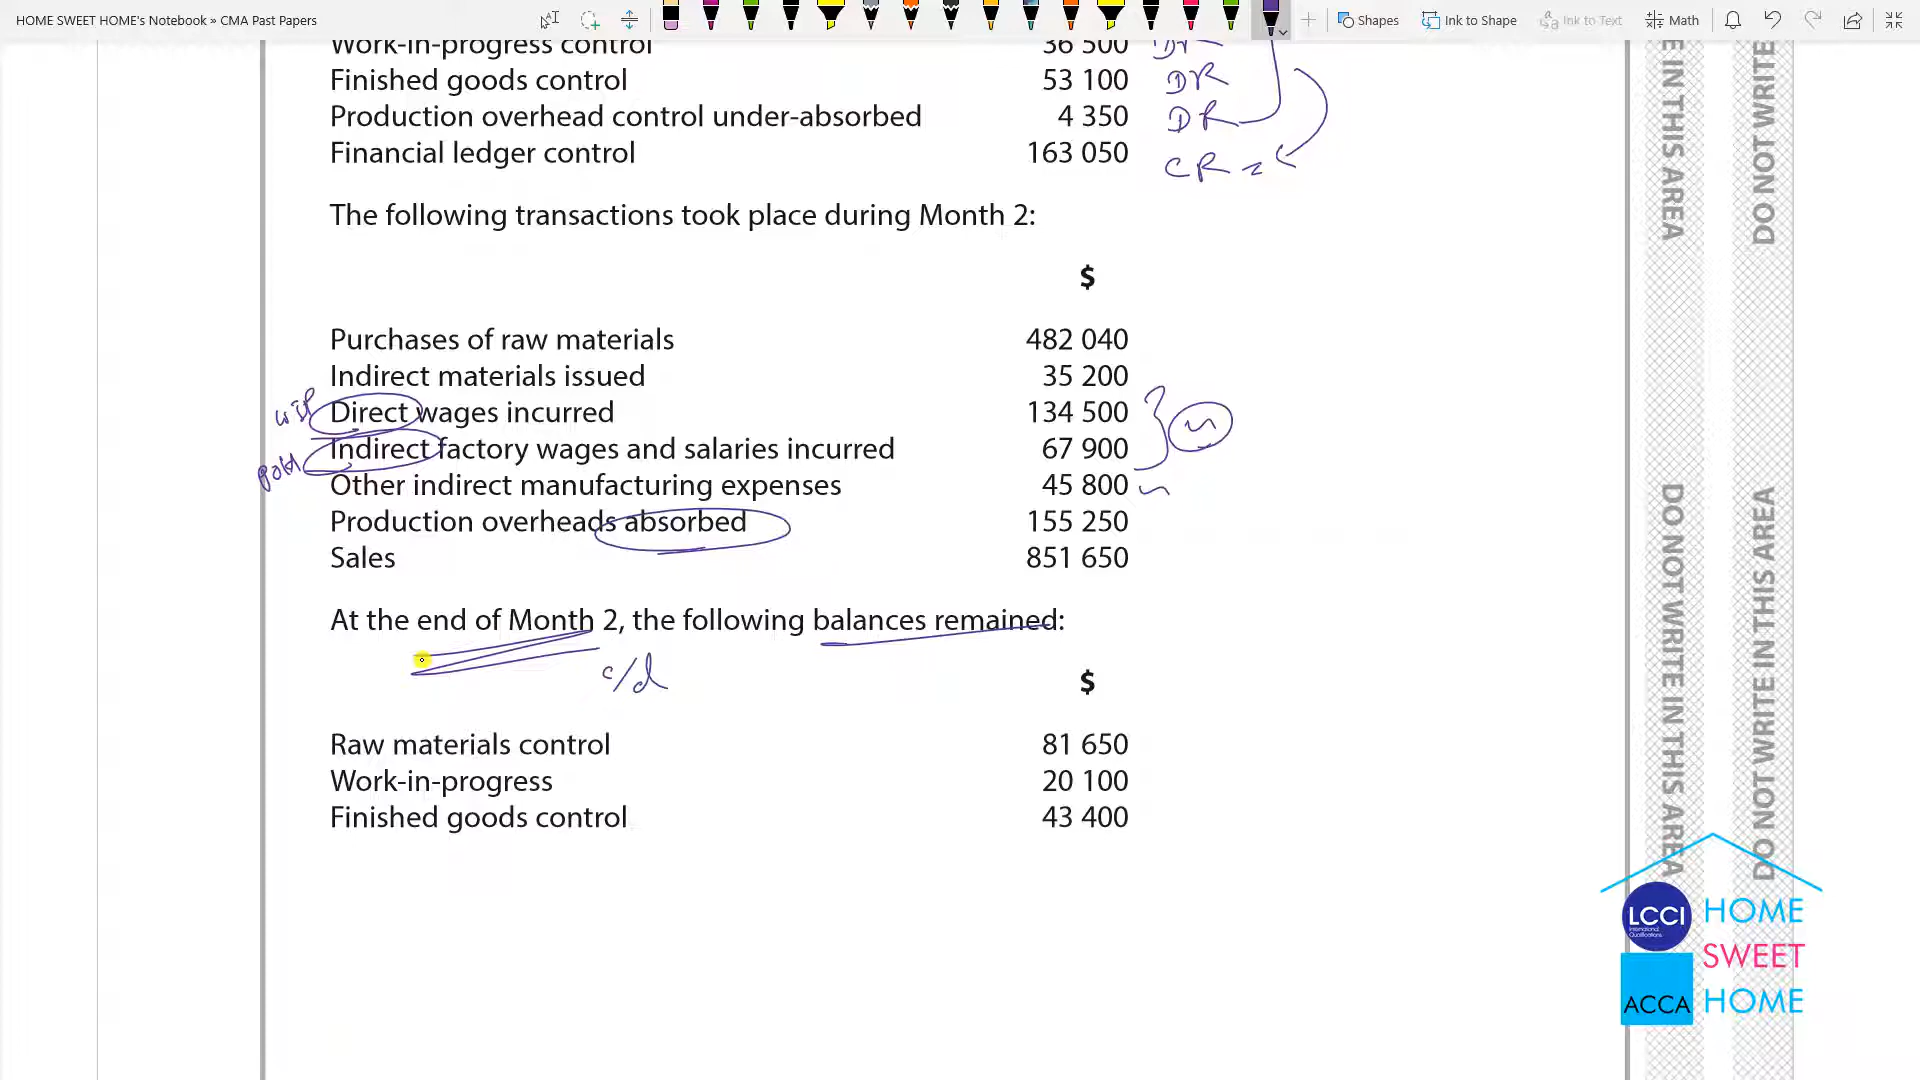 HOME SWEET HOME's Notebook » CMA Past Papers
Shapes Ink to Shape Ink to Text Math
Work-in-progress control 36 500 DR
Finished goods control 53 100 DR
Production overhead control under-absorbed 4 350 DR
Financial ledger control 163 050 CR
The following transactions took place during Month 2:
$
Purchases of raw materials 482 040
Indirect materials issued 35 200
WIP Direct wages incurred 134 500
Indirect factory wages and salaries incurred 67 900
Other indirect manufacturing expenses 45 800
Production overheads absorbed 155 250
Sales 851 650
At the end of Month 2, the following balances remained:
c/d
$
Raw materials control 81 650
Work-in-progress 20 100
Finished goods control 43 400
E IN THIS AREA
DO NOT WRITE IN THIS AREA
DO NOT WRITE
DO NOT WRITE IN THIS AREA
LCCI
International Qualifications
ACCA
HOME
SWEET
HOME